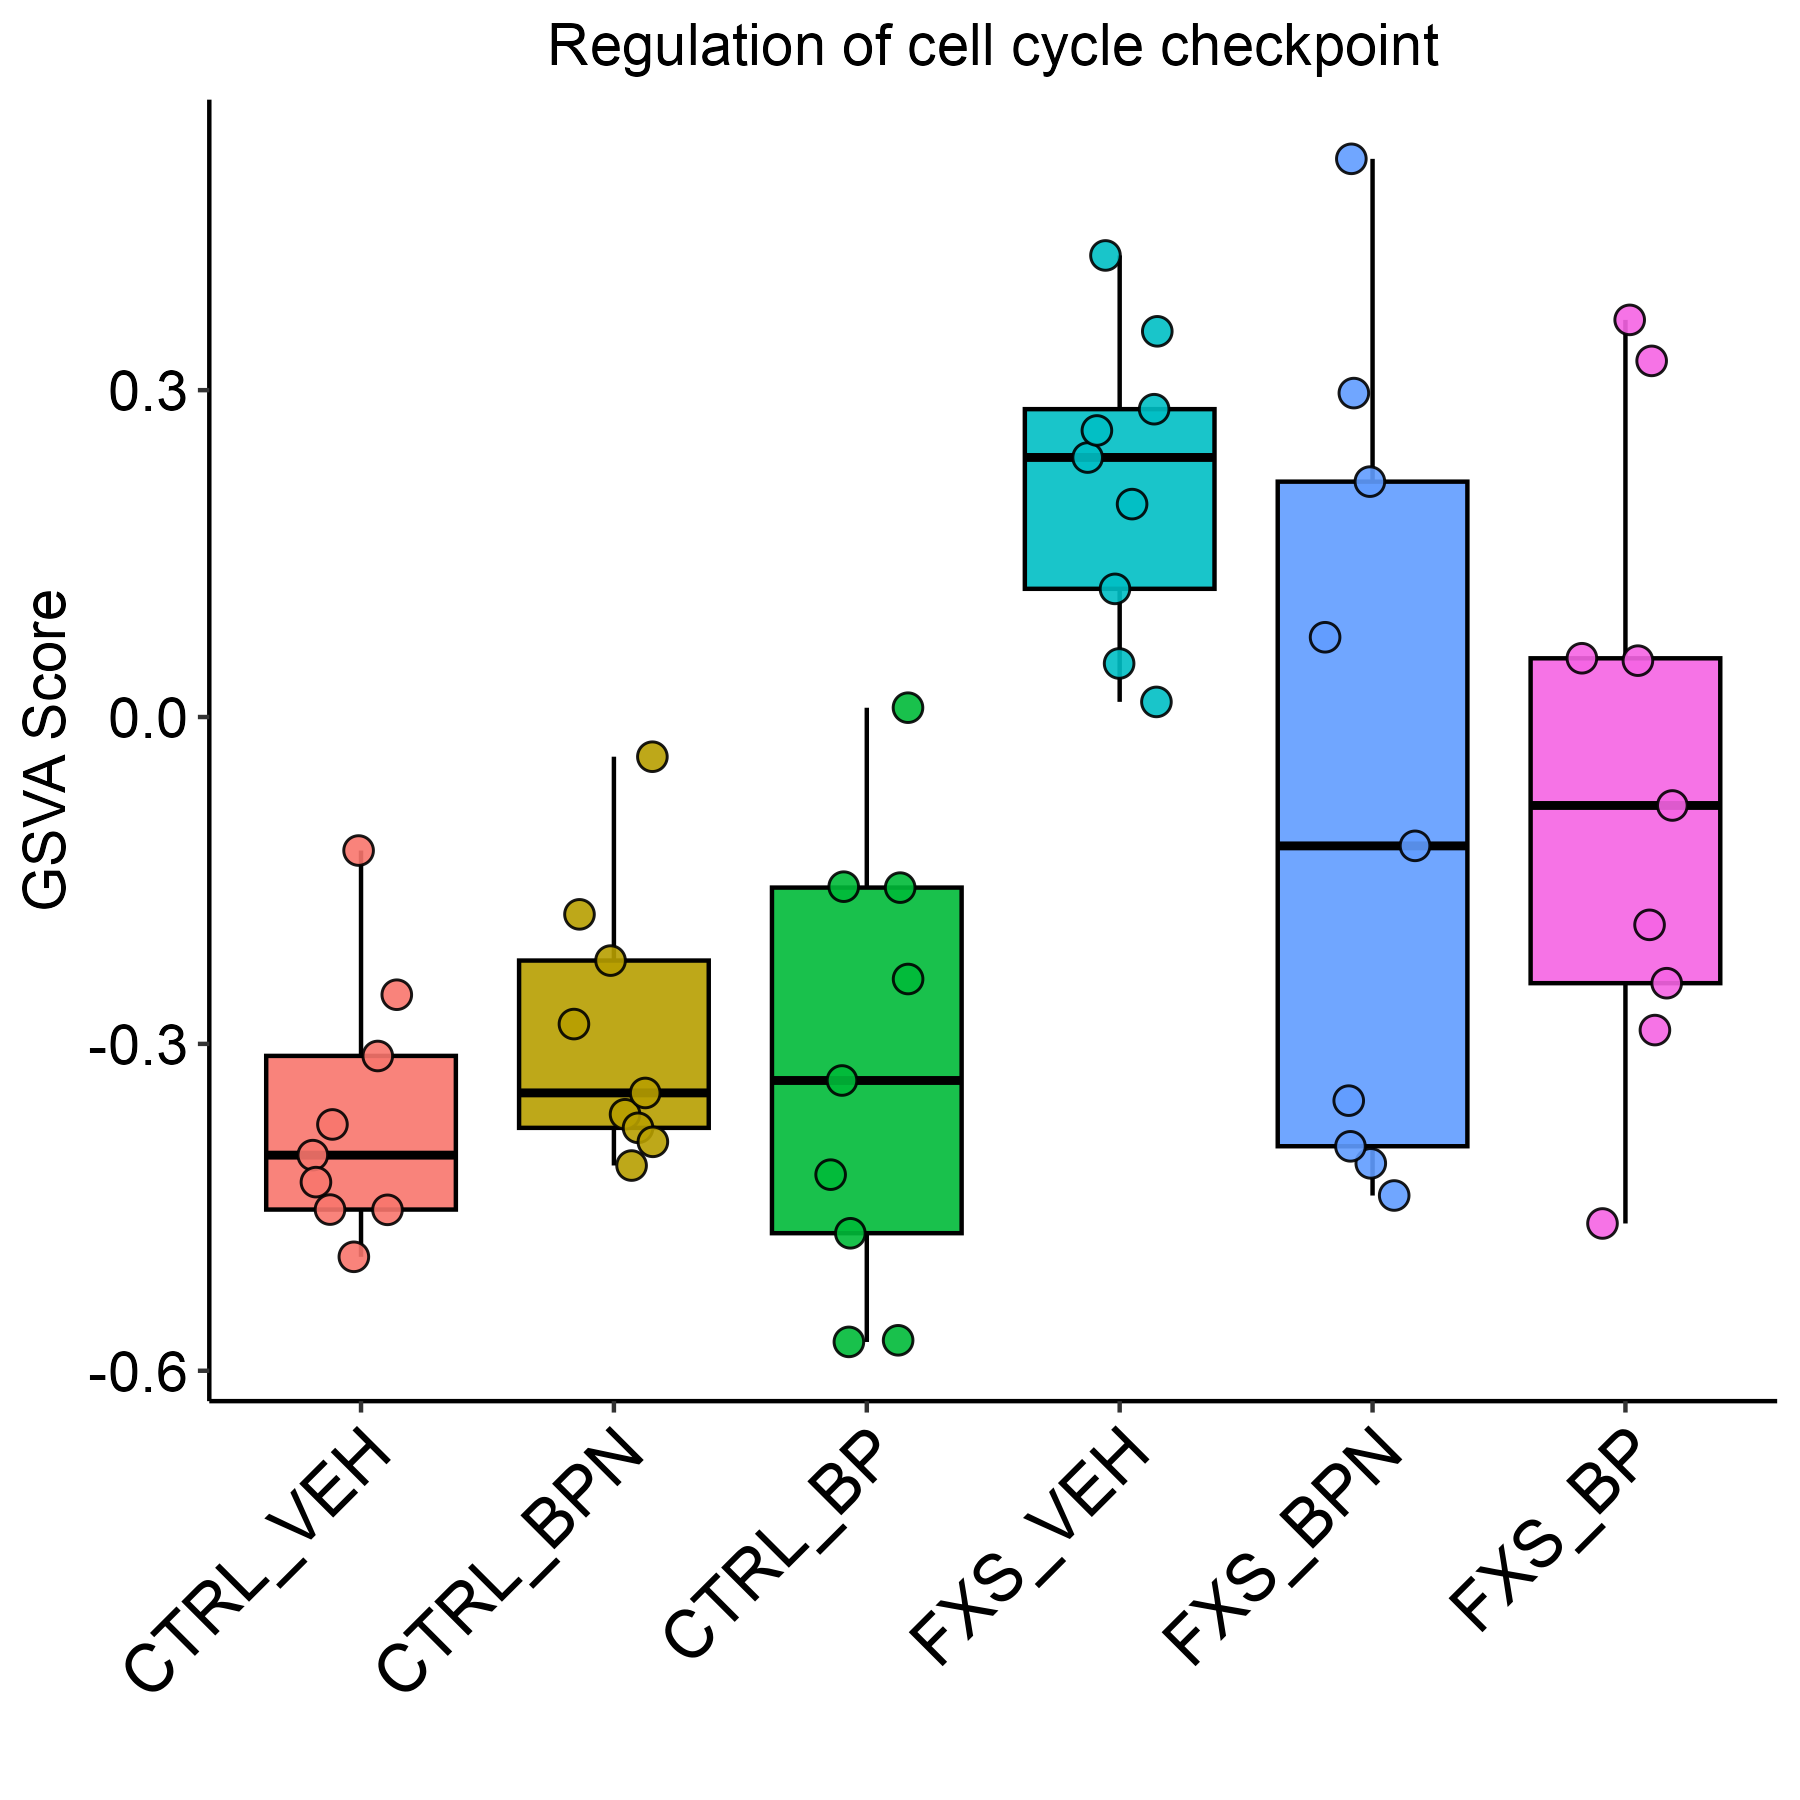 Regulation of cell cycle checkpoint
GSVA Score
0.3
0.0
-0.3
-0.6
CTRL_VEH
CTRL_BPN
CTRL_BP
FXS_VEH
FXS_BPN
FXS_BP